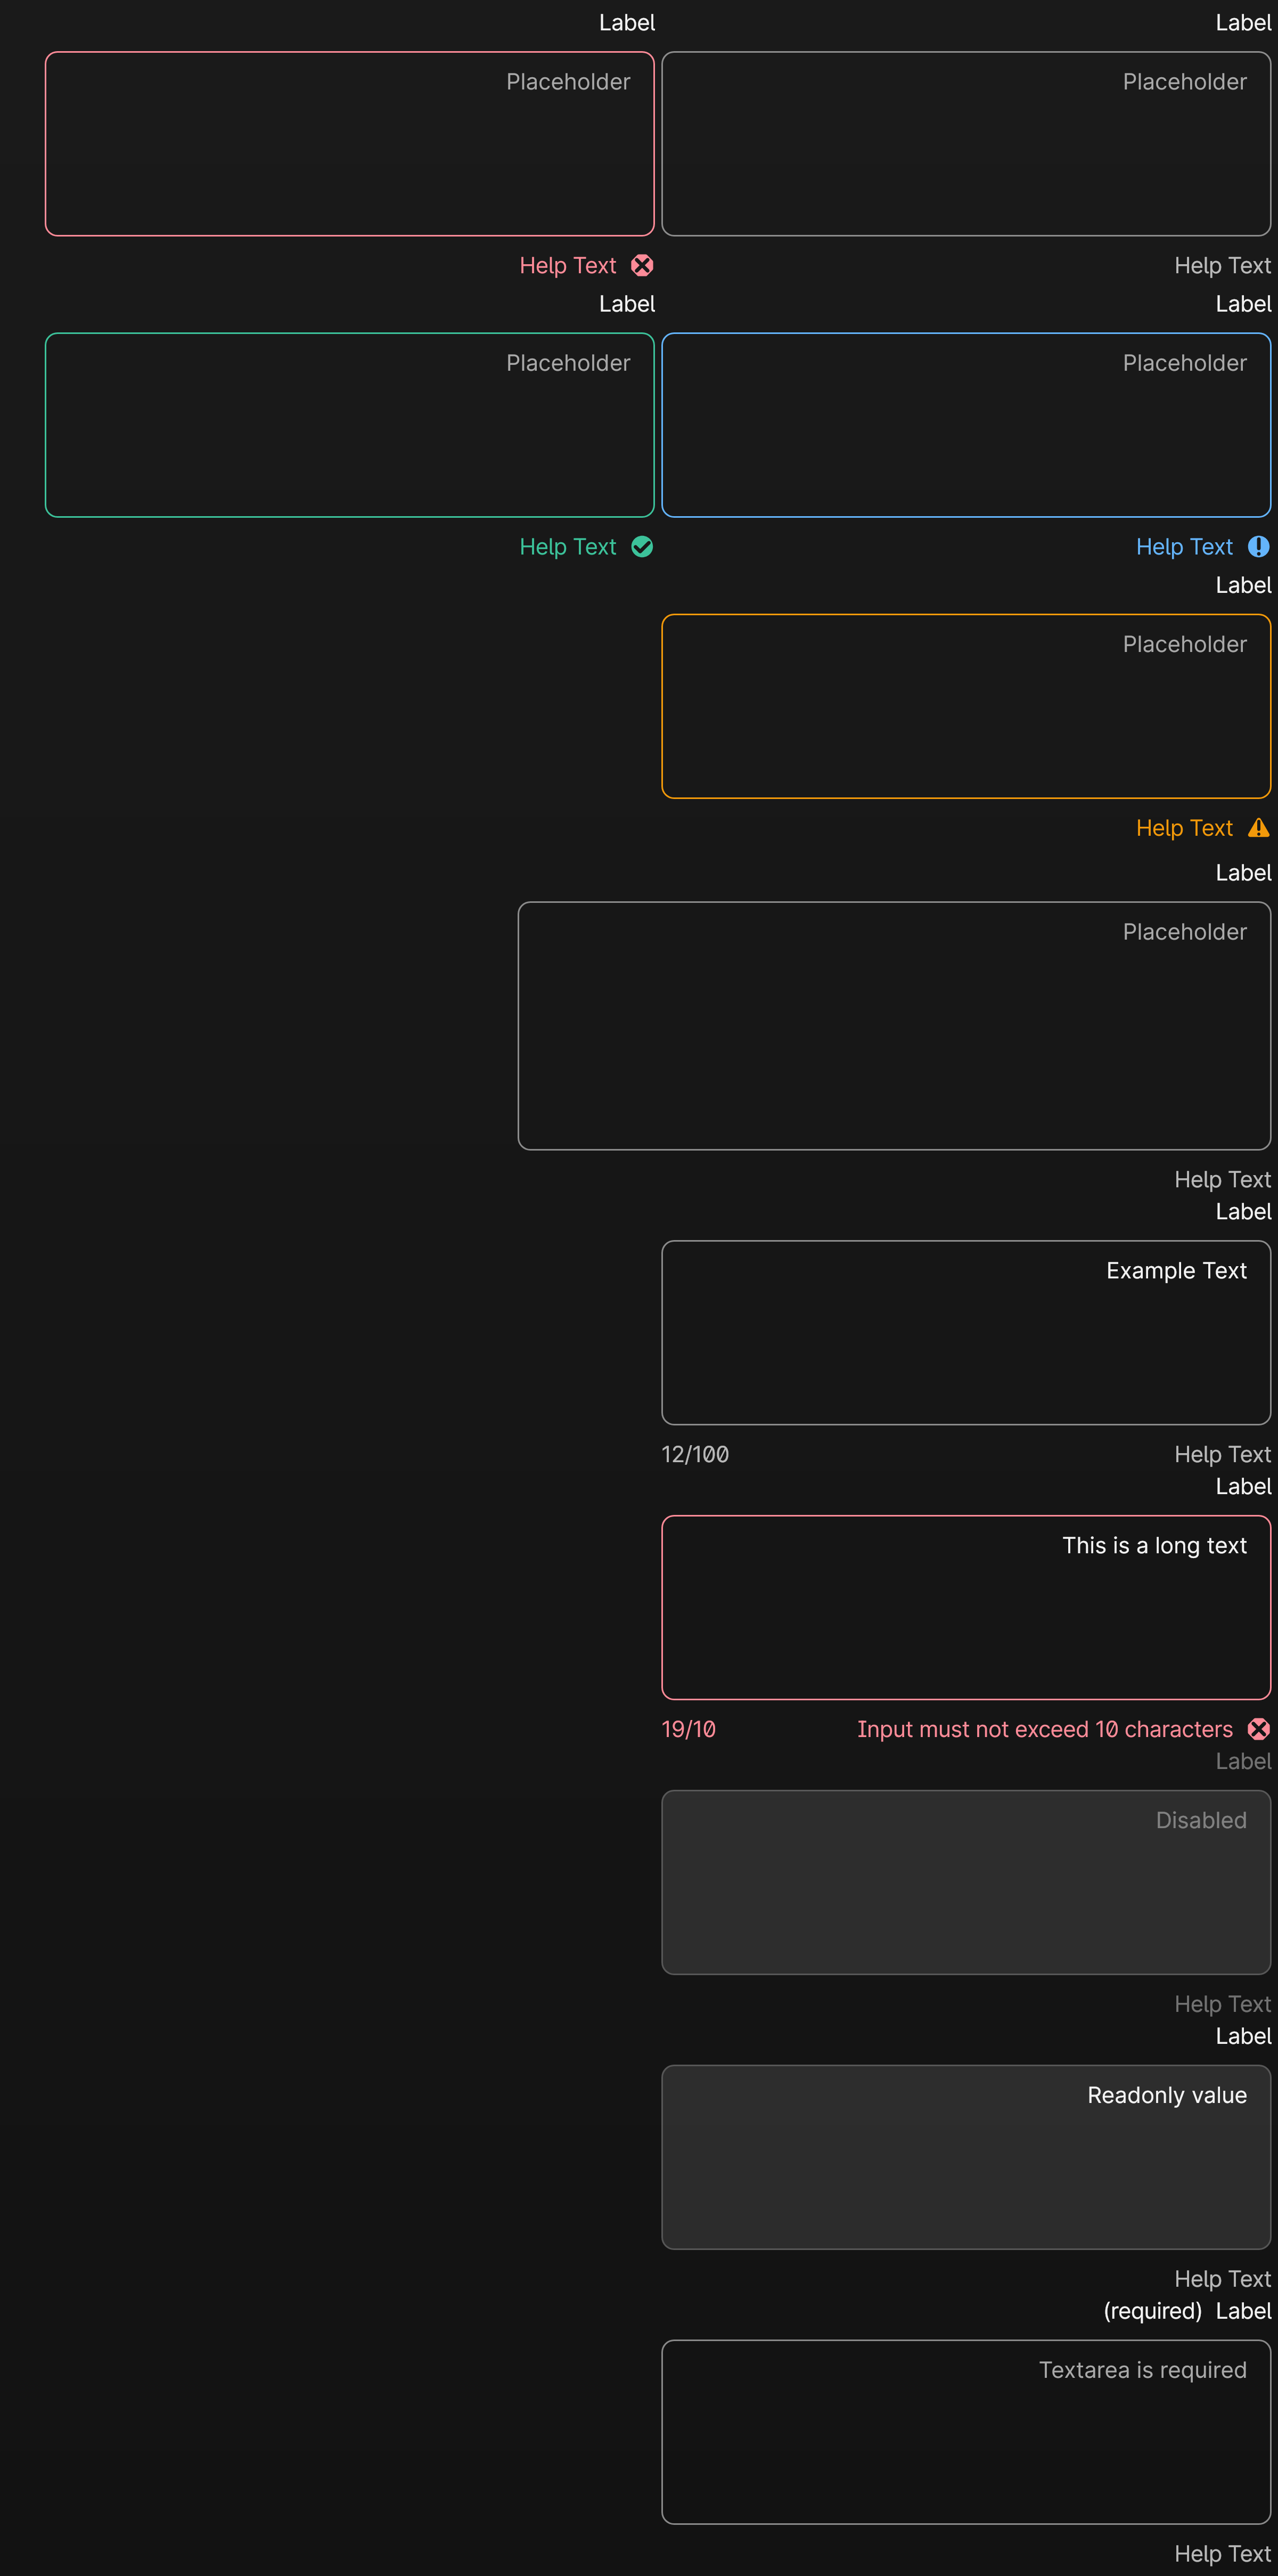 Label
Placeholder
Help Text
Label
Placeholder
Help Text
Label
Placeholder
Help Text
Label
Placeholder
Help Text
Label
Placeholder
Help Text
Label
Placeholder
Help Text
Label
Example Text
Help Text
12/100
Label
This is a long text
Input must not exceed 10 characters
19/10
Label
Disabled
Help Text
Label
Readonly value
Help Text
Label (required)
Textarea is required
Help Text